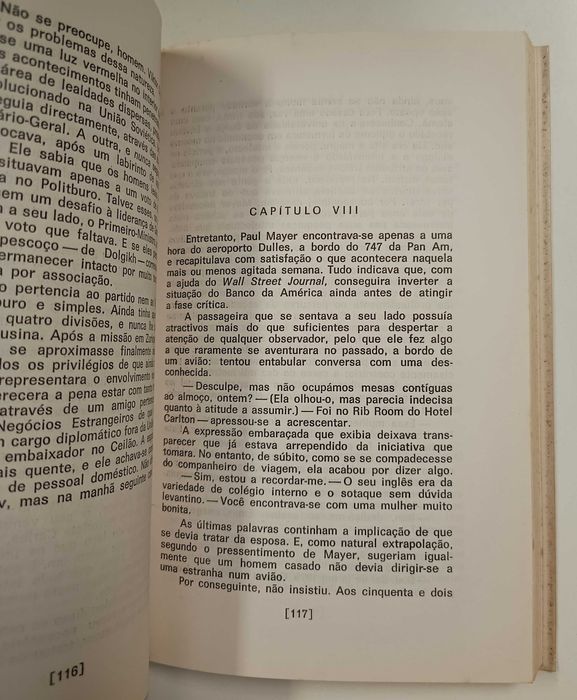 Não se preocupe, homem.
os problemas dessa natureza
se uma luz vermelha no
s acontecimentos tinham
área de lealdades dispersas,
olucionado na União Soviética
eguia directamente, através
ário-Geral. A outra, e nunca
ocava, após um labirinto
Ele sabia que os homens
situavam apenas a um voto
a no Politburo. Talvez esses,
em um desafio à liderança de
n a seu lado, o Primeiro-Ministro
voto que faltava. E se eles
pescoço — de Dolgikh —
ermanecer intacto por muito
a por associação.
o pertencia ao partido nem
uro e simples. Ainda tinha
quatro divisões, e nunca
usina. Após a missão em
se aproximasse finalmente
los os privilégios de que
representara o envolvimento
erecera a pena estar com
através de um amigo
Negócios Estrangeiros de
m cargo diplomático fora da
embaixador no Ceilão. A
ais quente, e ele achava-se
de pessoal doméstico. Não
v, mas na manhã seguinte
[116]
CAPÍTULO VIII
Entretanto, Paul Mayer encontrava-se apenas a uma
hora do aeroporto Dulles, a bordo do 747 da Pan Am,
e recapitulava com satisfação o que acontecera naquela
mais ou menos agitada semana. Tudo indicava que, com
a ajuda do Wall Street Journal, conseguira inverter a
situação do Banco da América ainda antes de atingir
a fase crítica.
A passageira que se sentava a seu lado possuía
atractivos mais do que suficientes para despertar a
atenção de qualquer observador, pelo que ele fez algo
a que raramente se aventurara no passado, a bordo de
um avião: tentou entabular conversa com uma des-
conhecida.
— Desculpe, mas não ocupámos mesas contíguas
ao almoço, ontem? — (Ela olhou-o, mas parecia indecisa
quanto à atitude a assumir.) — Foi no Rib Room do Hotel
Carlton — apressou-se a acrescentar.
A expressão embaraçada que exibia deixava trans-
parecer que já estava arrependido da iniciativa que
tomara. No entanto, de súbito, como se se compadecesse
do companheiro de viagem, ela acabou por dizer algo.
— Sim, estou a recordar-me. — O seu inglês era da
variedade de colégio interno e o sotaque sem dúvida
levantino. — Você encontrava-se com uma mulher muito
bonita.
As últimas palavras continham a implicação de que
se devia tratar da esposa. E, como natural extrapolação,
segundo o pressentimento de Mayer, sugeriam igual-
mente que um homem casado não devia dirigir-se a
uma estranha num avião.
Por conseguinte, não insistiu. Aos cinquenta e dois
[117]